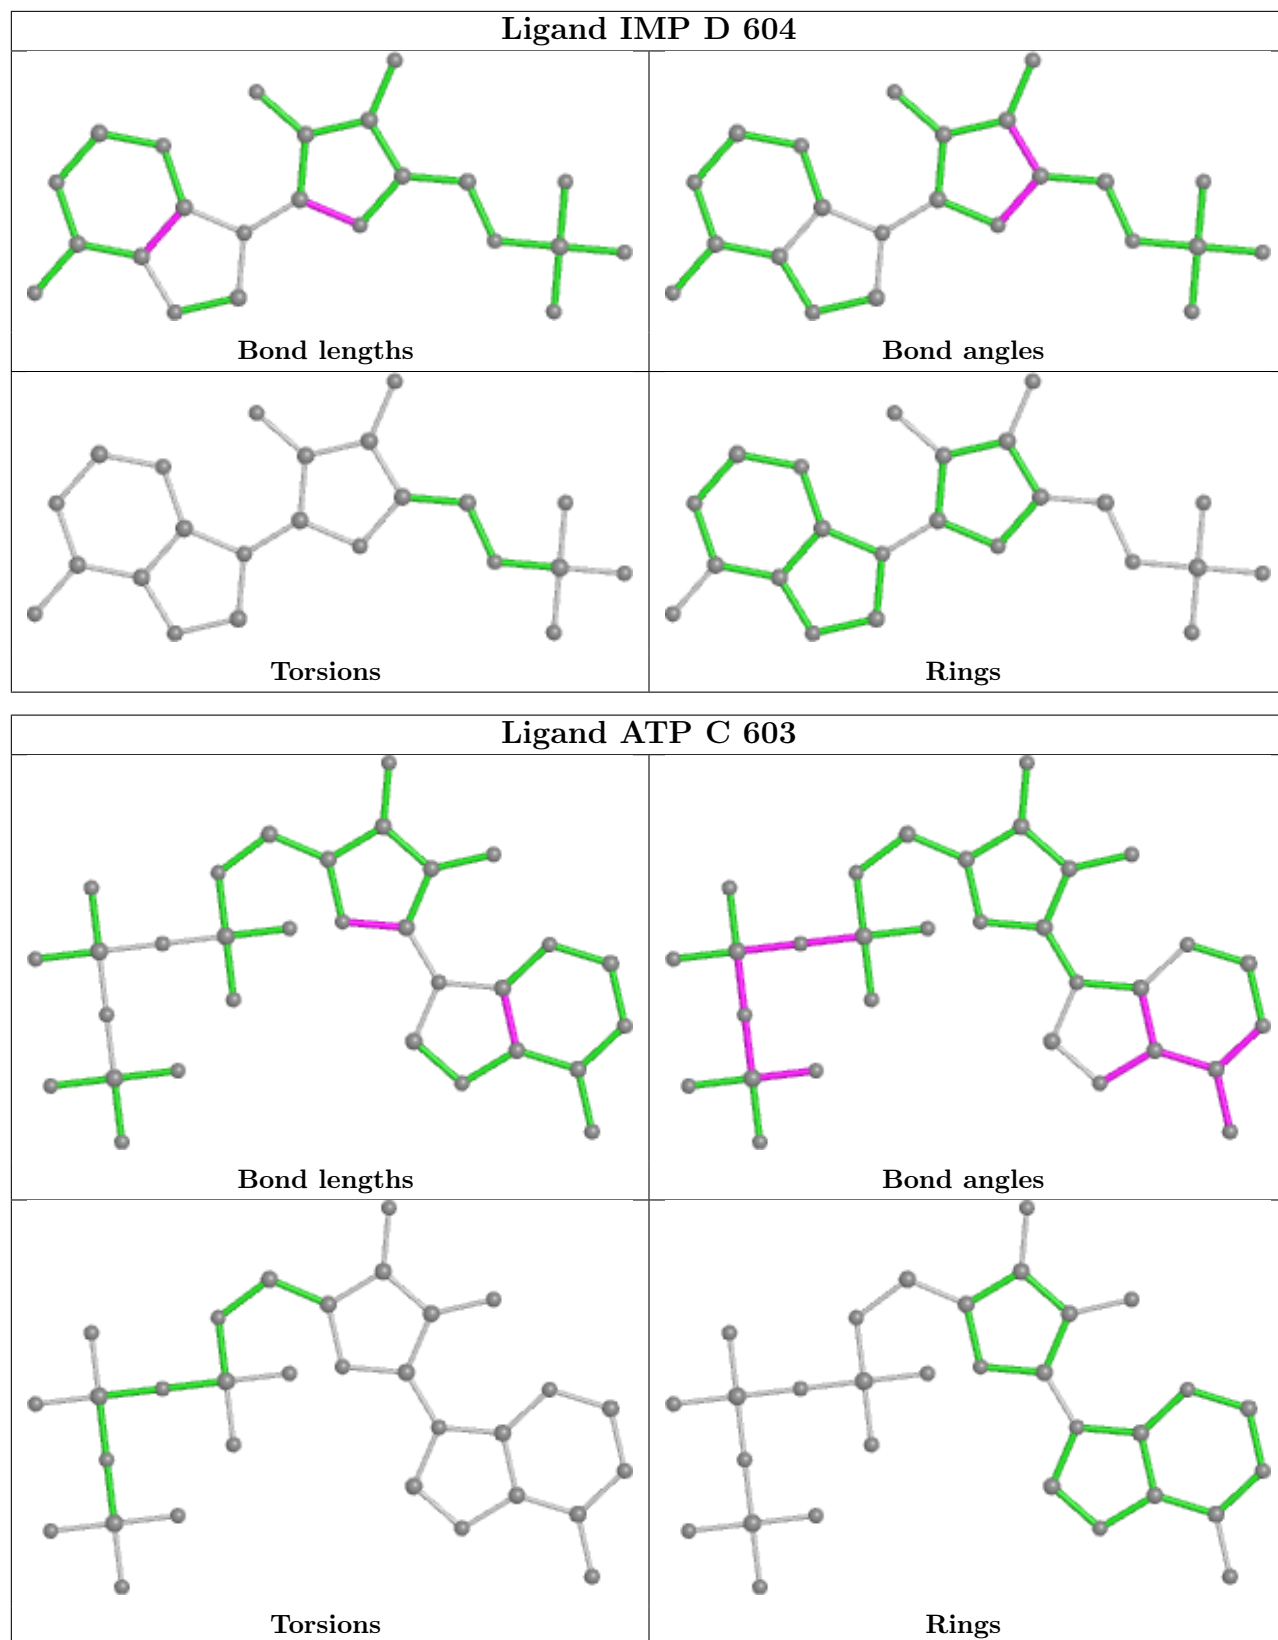 Ligand IMP D 604
Bond lengths
Bond angles
Torsions
Rings
Ligand ATP C 603
Bond lengths
Bond angles
Torsions
Rings